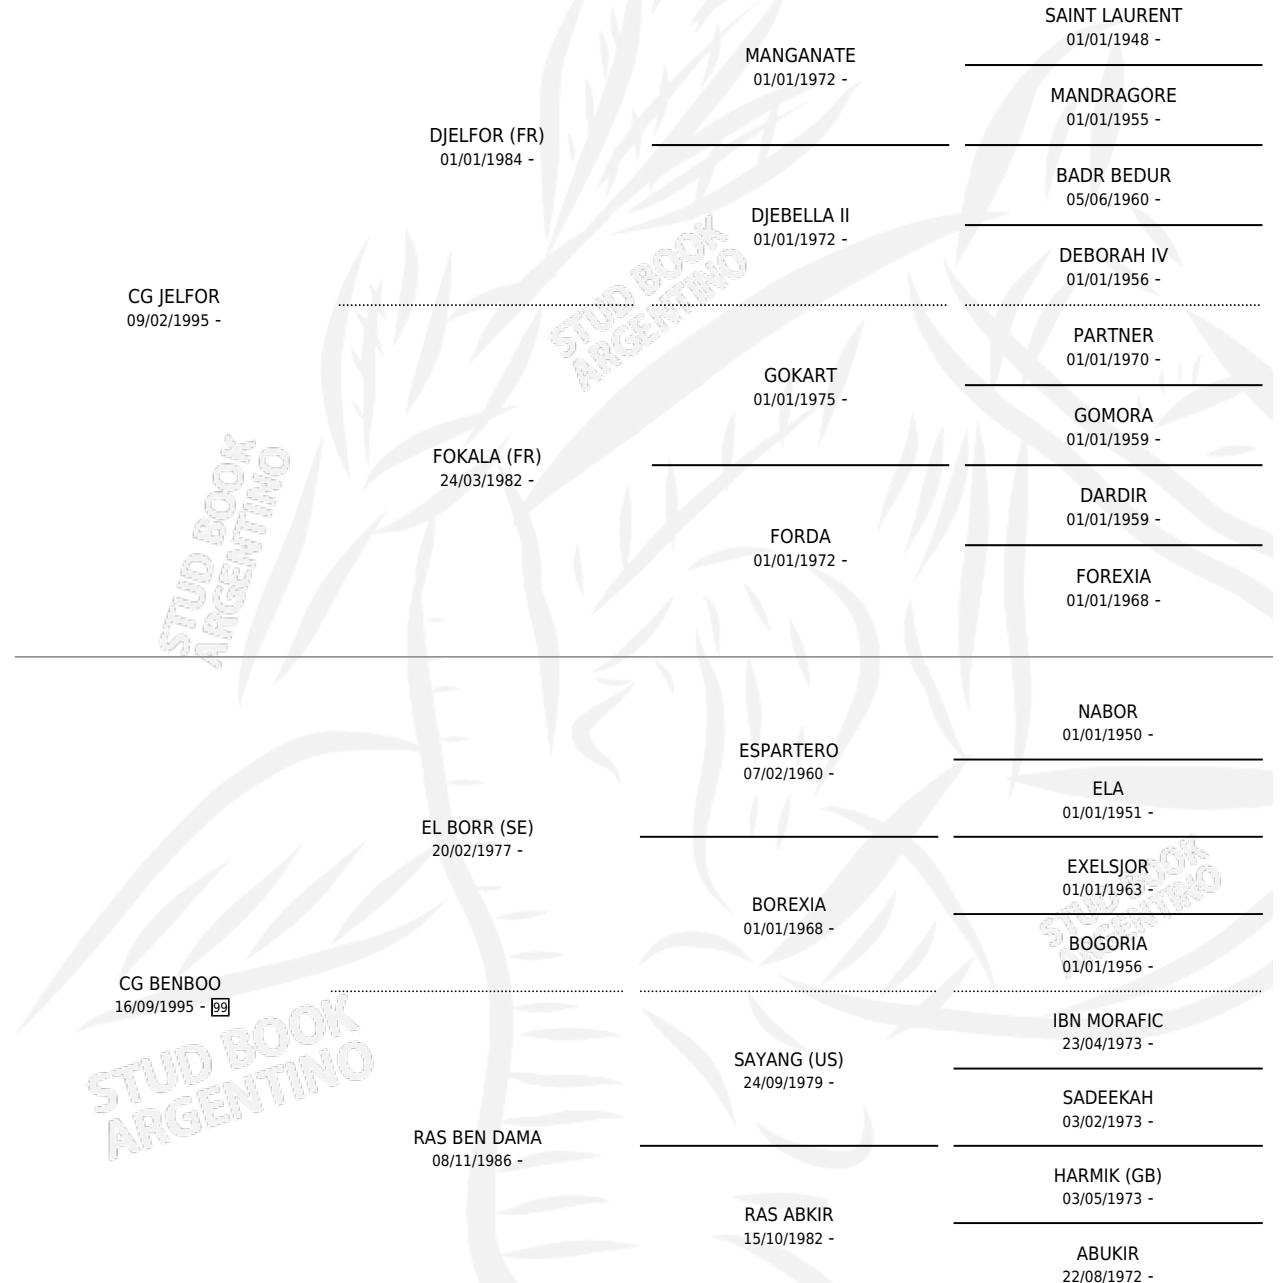 SAINT LAURENT
01/01/1948 -
MANGANATE
01/01/1972 -
MANDRAGORE
01/01/1955 -
DJELFOR (FR)
01/01/1984 -
BADR BEDUR
05/06/1960 -
DJEBELLA II
01/01/1972 -
DEBORAH IV
01/01/1956 -
CG JELFOR
09/02/1995 -
STUD BOOK
ARGENTINO
PARTNER
01/01/1970 -
GOKART
01/01/1975 -
GOMORA
01/01/1959 -
FOKALA (FR)
24/03/1982 -
DARDIR
01/01/1959 -
FORDA
01/01/1972 -
FOREXIA
01/01/1968 -
STUD BOOK
ARGENTINO
NABOR
01/01/1950 -
ESPARTERO
07/02/1960 -
ELA
01/01/1951 -
EL BORR (SE)
20/02/1977 -
EXELSJOR
01/01/1963 -
BOREXIA
01/01/1968 -
BOGORIA
01/01/1956 -
STUD BOOK
ARGENTINO
CG BENBOO
16/09/1995 - 99
IBN MORAFIC
23/04/1973 -
SAYANG (US)
24/09/1979 -
SADEEKAH
03/02/1973 -
STUD BOOK
ARGENTINO
RAS BEN DAMA
08/11/1986 -
HARMIK (GB)
03/05/1973 -
RAS ABKIR
15/10/1982 -
ABUKIR
22/08/1972 -